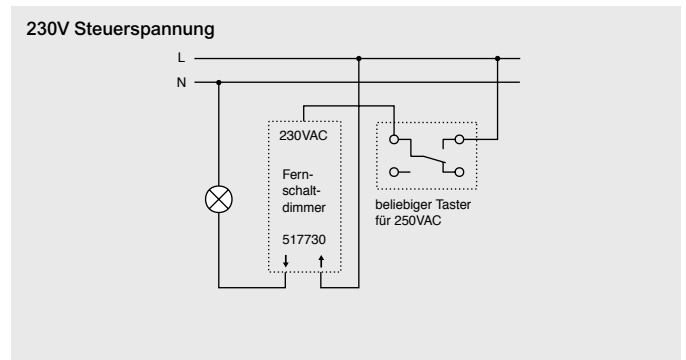 230V Steuerspannung
L
N
230VAC
Fern-
schalt-
dimmer
517730
beliebiger Taster
für 250VAC